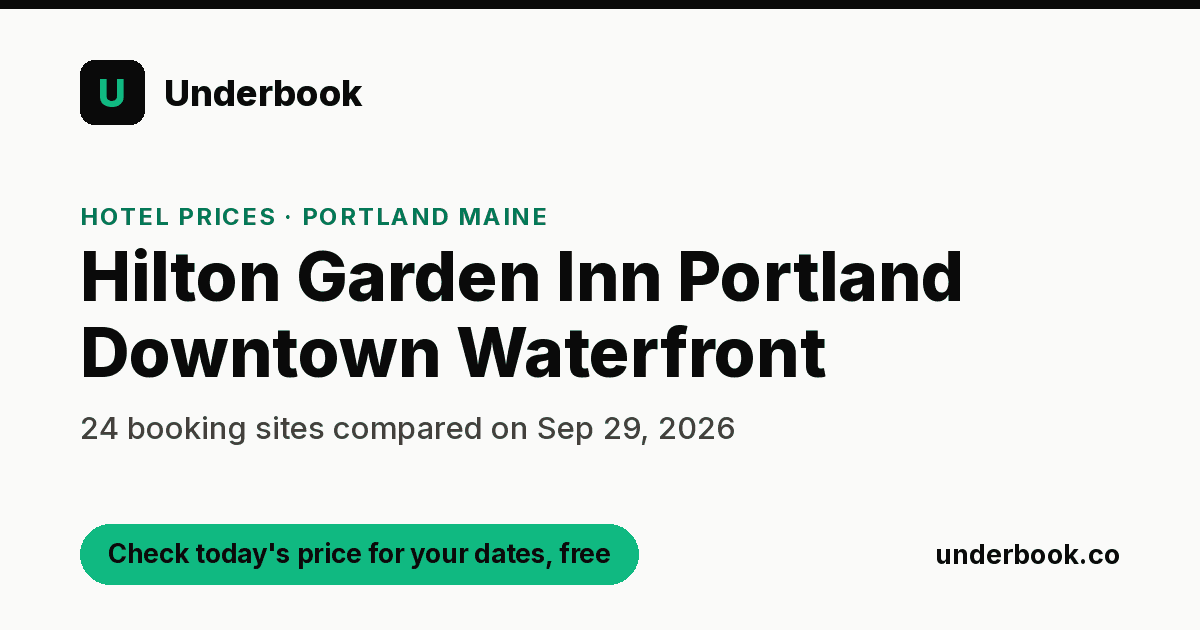 U Underbook
HOTEL PRICES · PORTLAND MAINE
Hilton Garden Inn Portland
Downtown Waterfront
24 booking sites compared on Sep 29, 2026
Check today's price for your dates, free
underbook.co